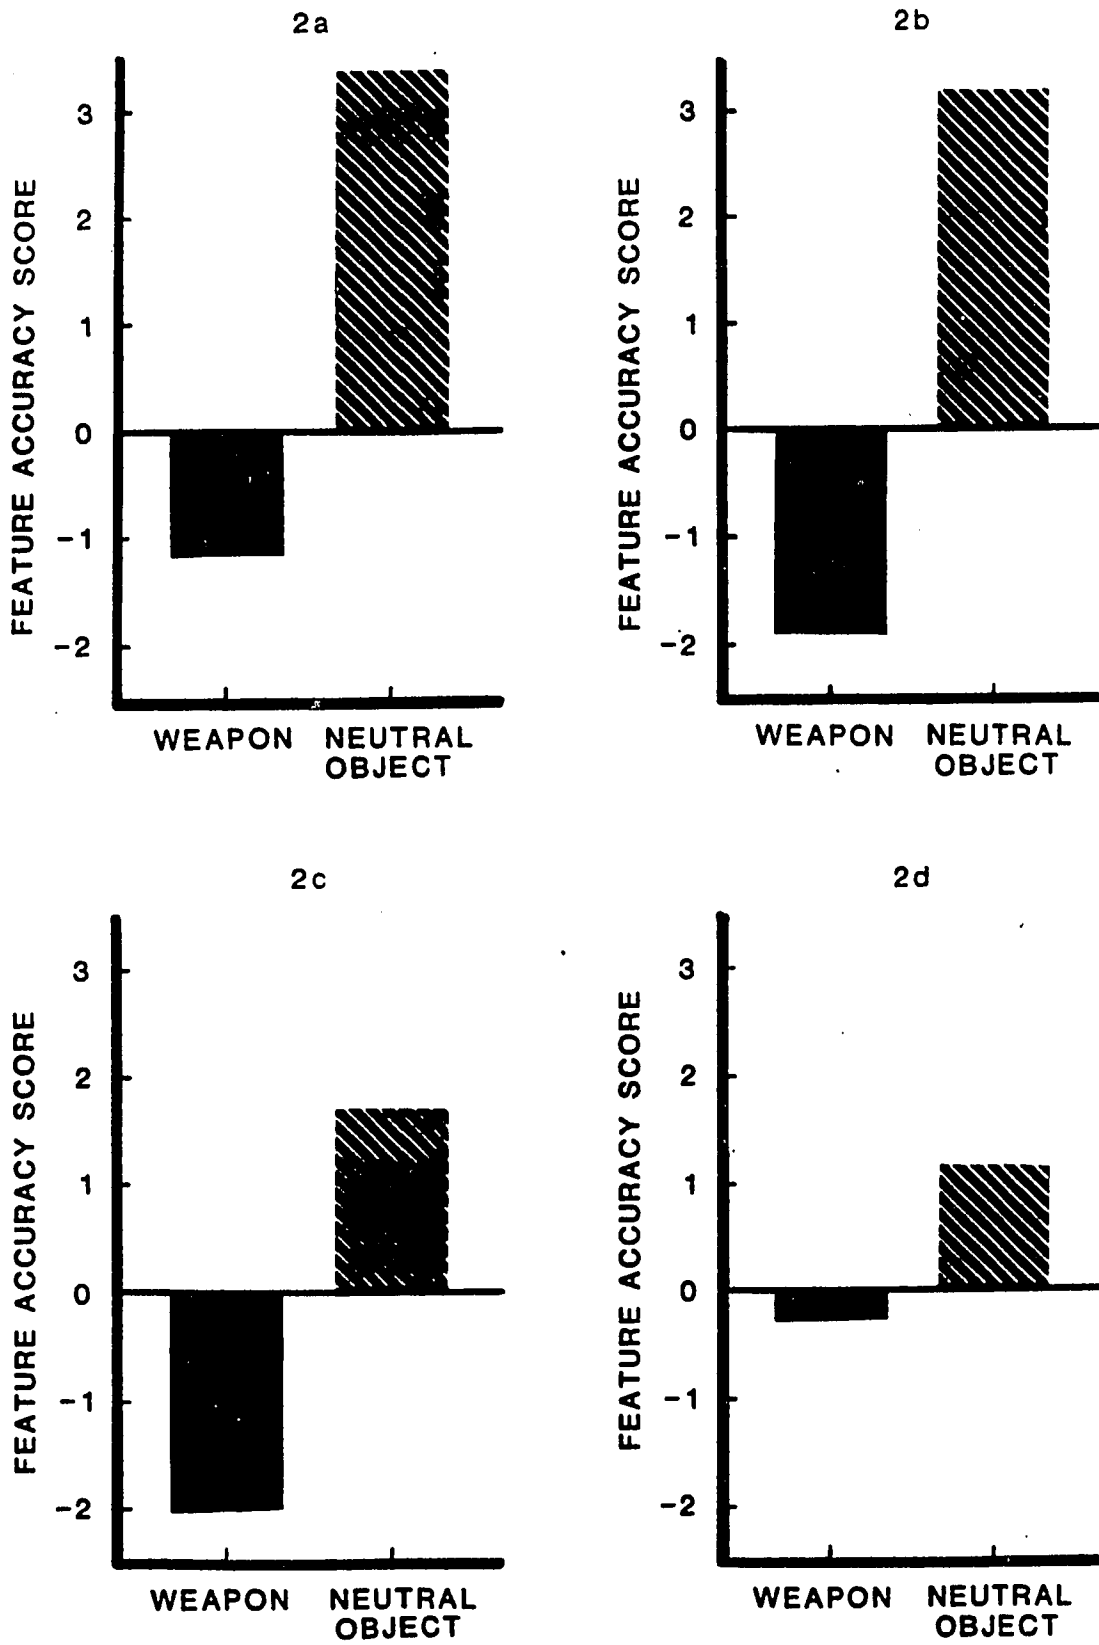 2a
FEATURE ACCURACY SCORE
3
2
1
0
-1
-2
WEAPON
NEUTRAL
OBJECT
2b
FEATURE ACCURACY SCORE
3
2
1
0
-1
-2
WEAPON
NEUTRAL
OBJECT
2c
FEATURE ACCURACY SCORE
3
2
1
0
-1
-2
WEAPON
NEUTRAL
OBJECT
2d
FEATURE ACCURACY SCORE
3
2
1
0
-1
-2
WEAPON
NEUTRAL
OBJECT